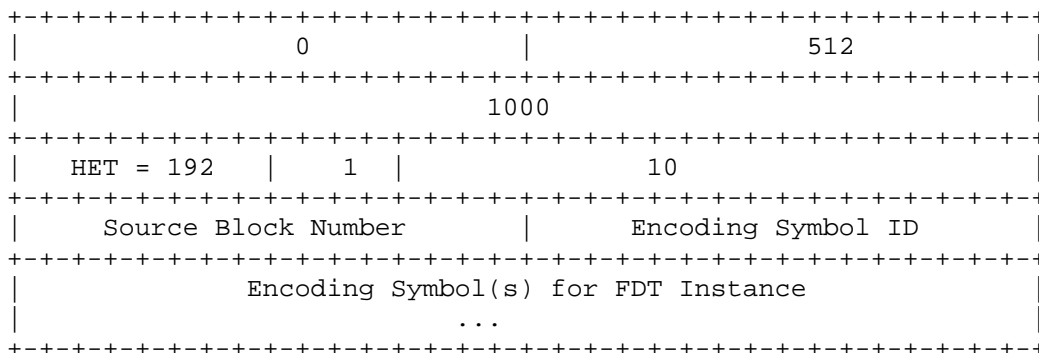 +-+-+-+-+-+-+-+-+-+-+-+-+-+-+-+-+-+-+-+-+-+-+-+-+-+-+-+-+-+-+-+-+
|               0               |              512              |
+-+-+-+-+-+-+-+-+-+-+-+-+-+-+-+-+-+-+-+-+-+-+-+-+-+-+-+-+-+-+-+-+
|                             1000                              |
+-+-+-+-+-+-+-+-+-+-+-+-+-+-+-+-+-+-+-+-+-+-+-+-+-+-+-+-+-+-+-+-+
|   HET = 192   |   1   |               10                      |
+-+-+-+-+-+-+-+-+-+-+-+-+-+-+-+-+-+-+-+-+-+-+-+-+-+-+-+-+-+-+-+-+
|     Source Block Number       |      Encoding Symbol ID       |
+-+-+-+-+-+-+-+-+-+-+-+-+-+-+-+-+-+-+-+-+-+-+-+-+-+-+-+-+-+-+-+-+
|              Encoding Symbol(s) for FDT Instance              |
|                           ...                                 |
+-+-+-+-+-+-+-+-+-+-+-+-+-+-+-+-+-+-+-+-+-+-+-+-+-+-+-+-+-+-+-+-+